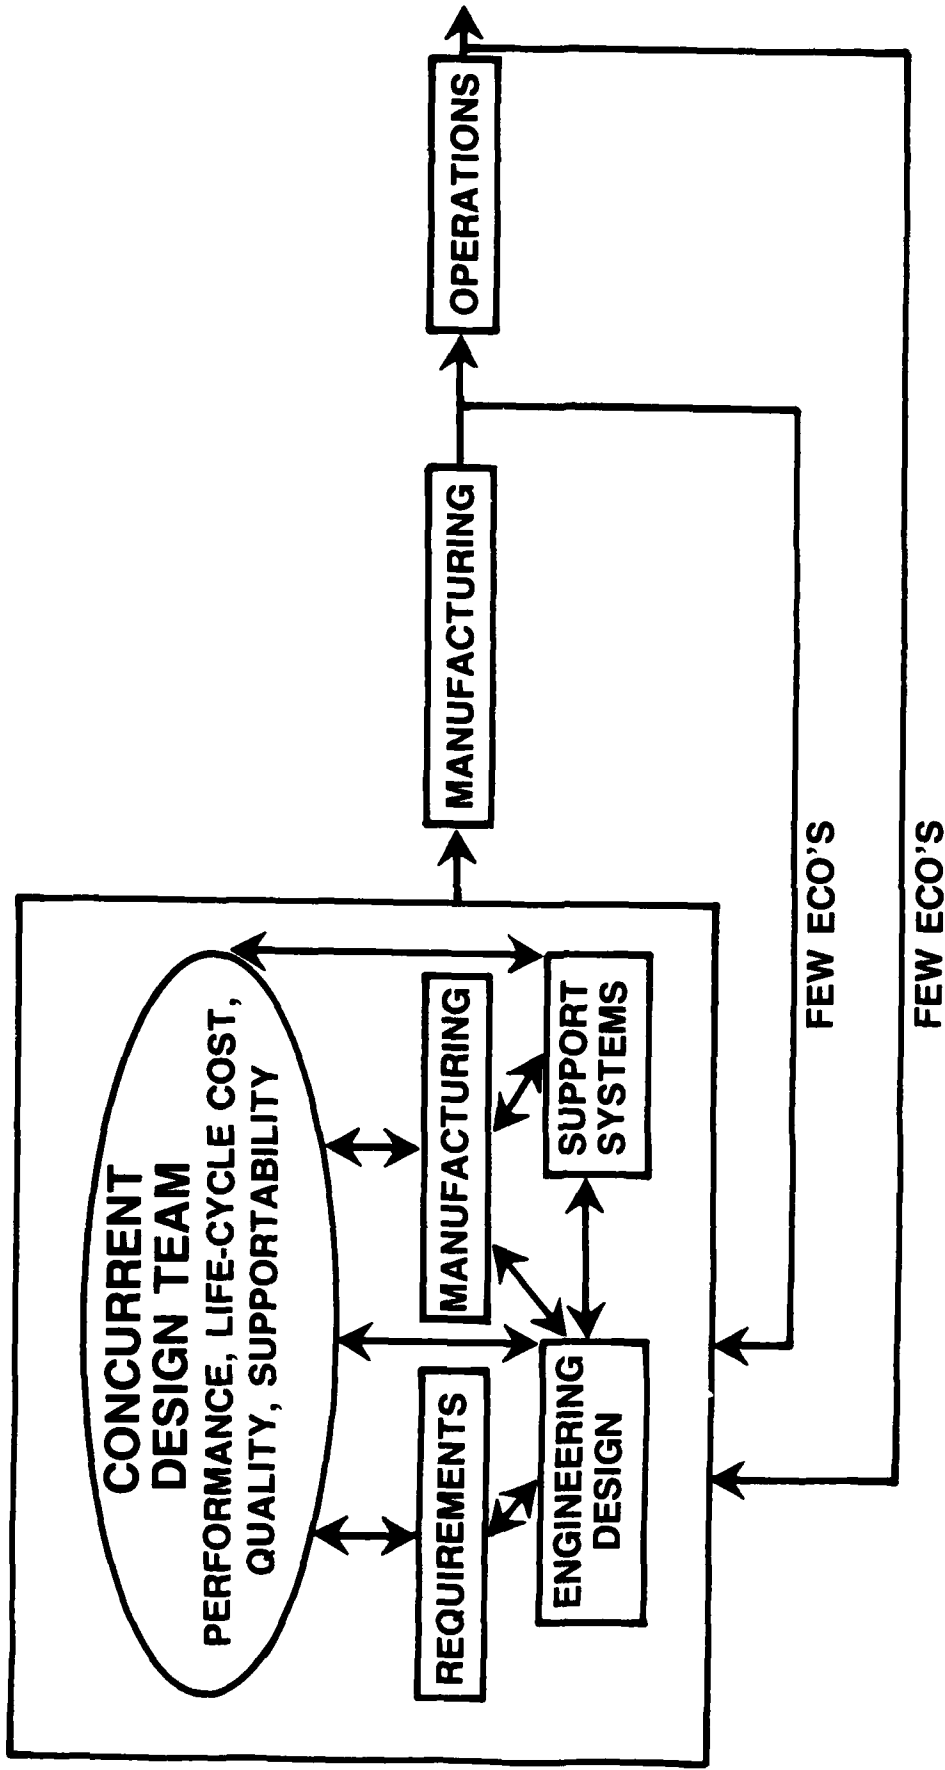 CONCURRENT
DESIGN TEAM
PERFORMANCE, LIFE-CYCLE COST,
QUALITY, SUPPORTABILITY
REQUIREMENTS
MANUFACTURING
ENGINEERING
DESIGN
SUPPORT
SYSTEMS
MANUFACTURING
OPERATIONS
FEW ECO'S
FEW ECO'S